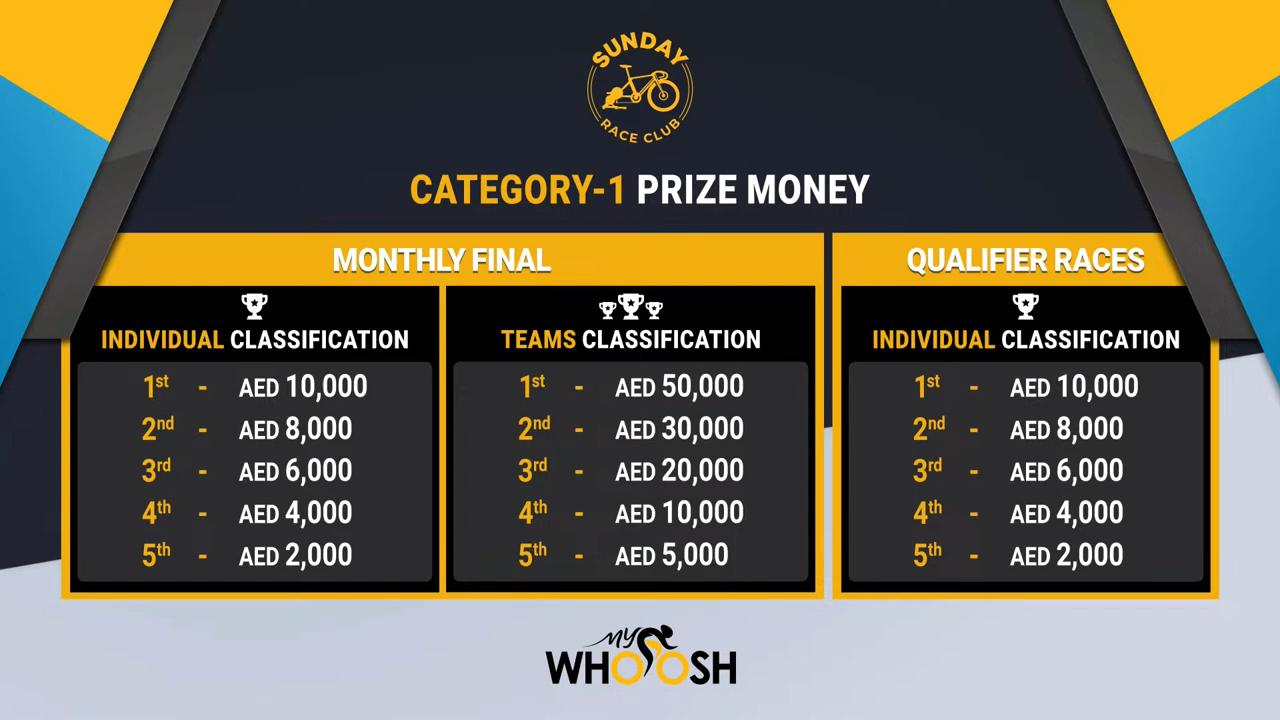 SUNDAY
RACE CLUB
CATEGORY-1 PRIZE MONEY
MONTHLY FINAL
INDIVIDUAL CLASSIFICATION
1st - AED 10,000
2nd - AED 8,000
3rd - AED 6,000
4th - AED 4,000
5th - AED 2,000
TEAMS CLASSIFICATION
1st - AED 50,000
2nd - AED 30,000
3rd - AED 20,000
4th - AED 10,000
5th - AED 5,000
QUALIFIER RACES
INDIVIDUAL CLASSIFICATION
1st - AED 10,000
2nd - AED 8,000
3rd - AED 6,000
4th - AED 4,000
5th - AED 2,000
MY
WHOOSH